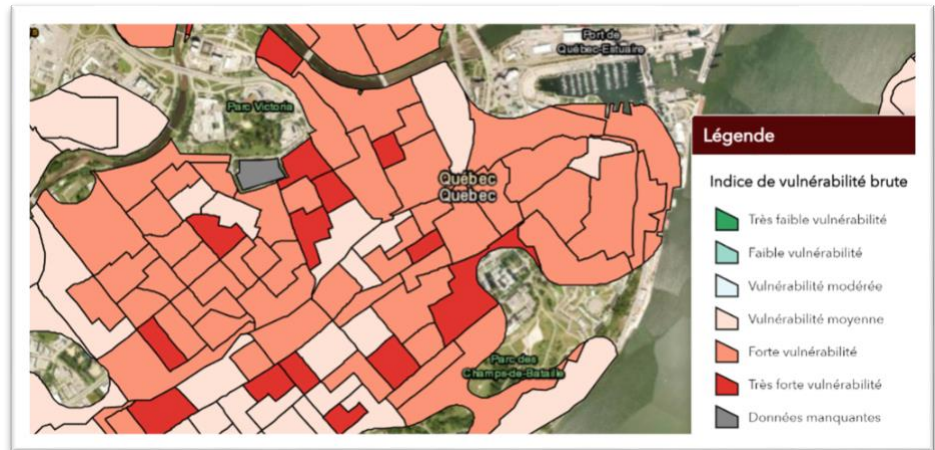 Port de
Québec-Estuaire
Parc Victoria
Québec
Quebec
Parc des
Champs-de-Bataille
Légende
Indice de vulnérabilité brute
Très faible vulnérabilité
Faible vulnérabilité
Vulnérabilité modérée
Vulnérabilité moyenne
Forte vulnérabilité
Très forte vulnérabilité
Données manquantes